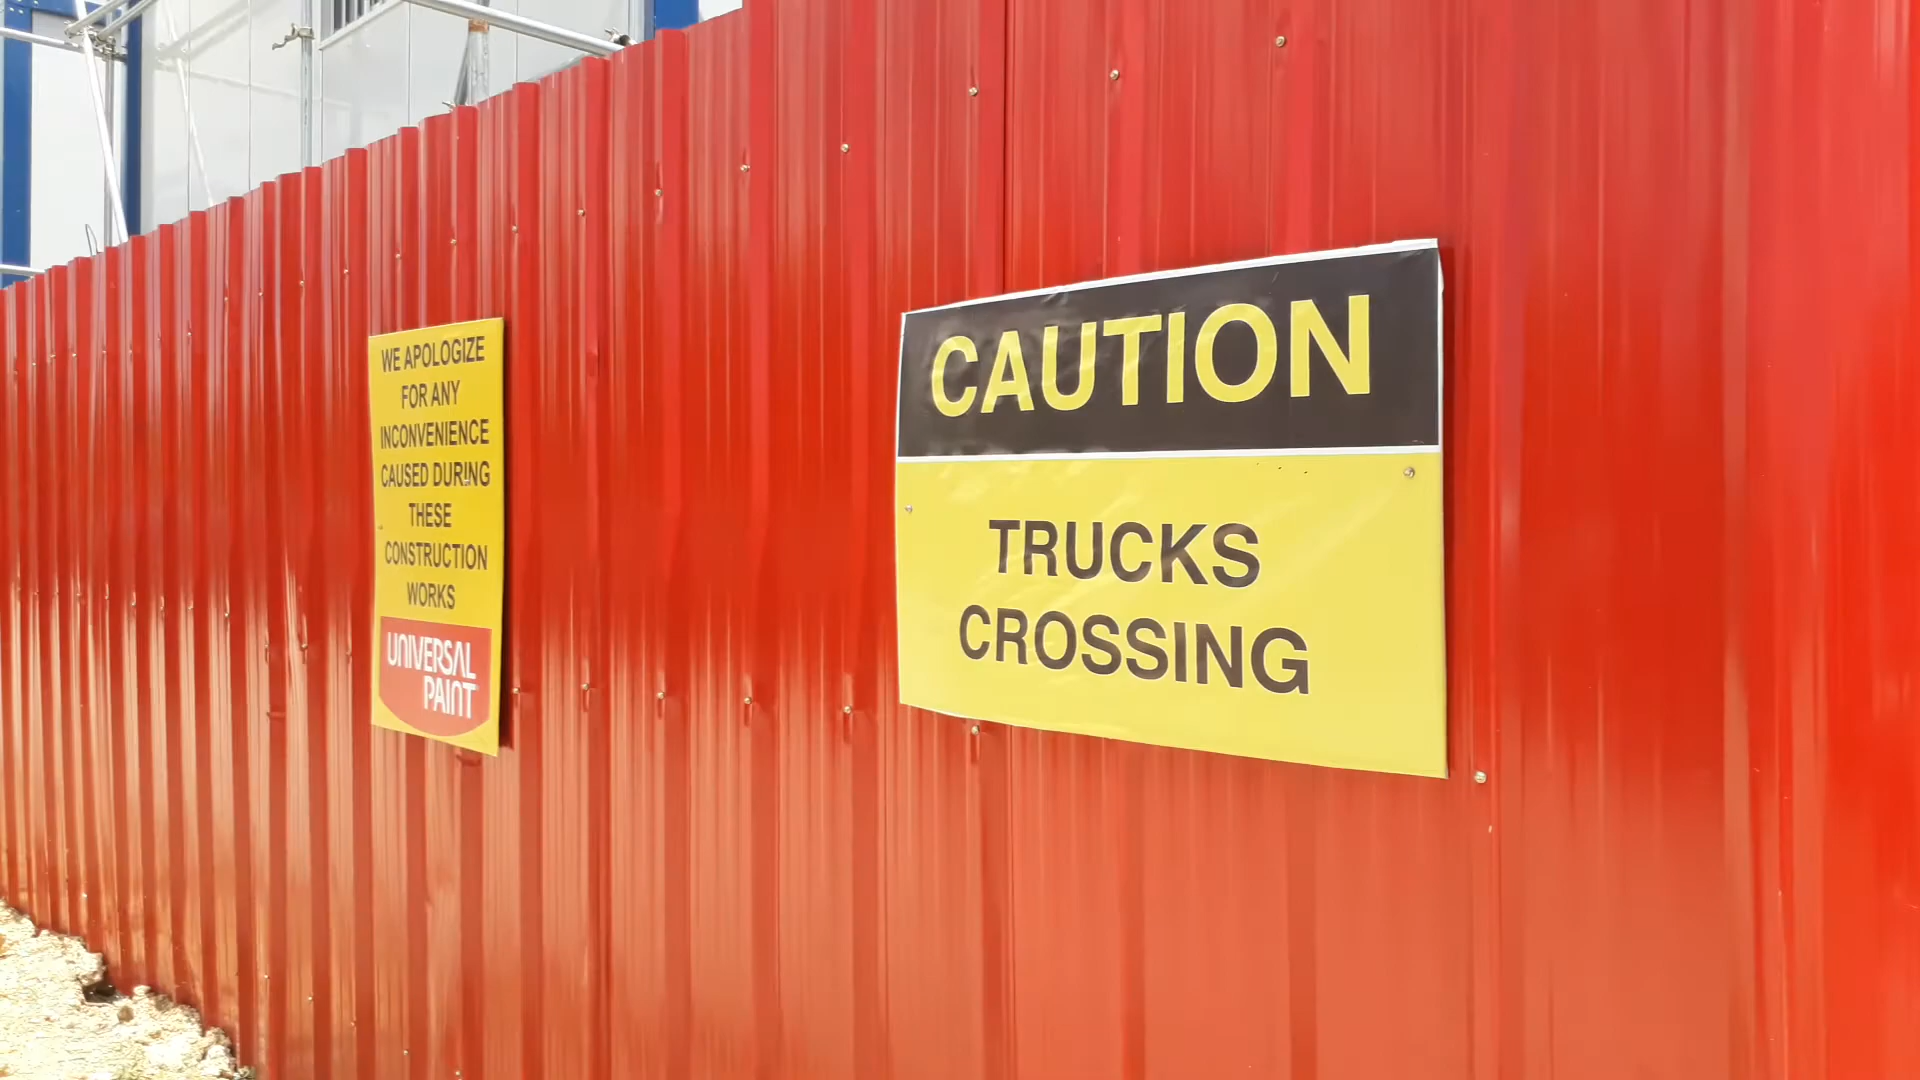 WE APOLOGIZE
FOR ANY
INCONVENIENCE
CAUSED DURING
THESE
CONSTRUCTION
WORKS
UNIVERSAL
PAINT
CAUTION
TRUCKS
CROSSING